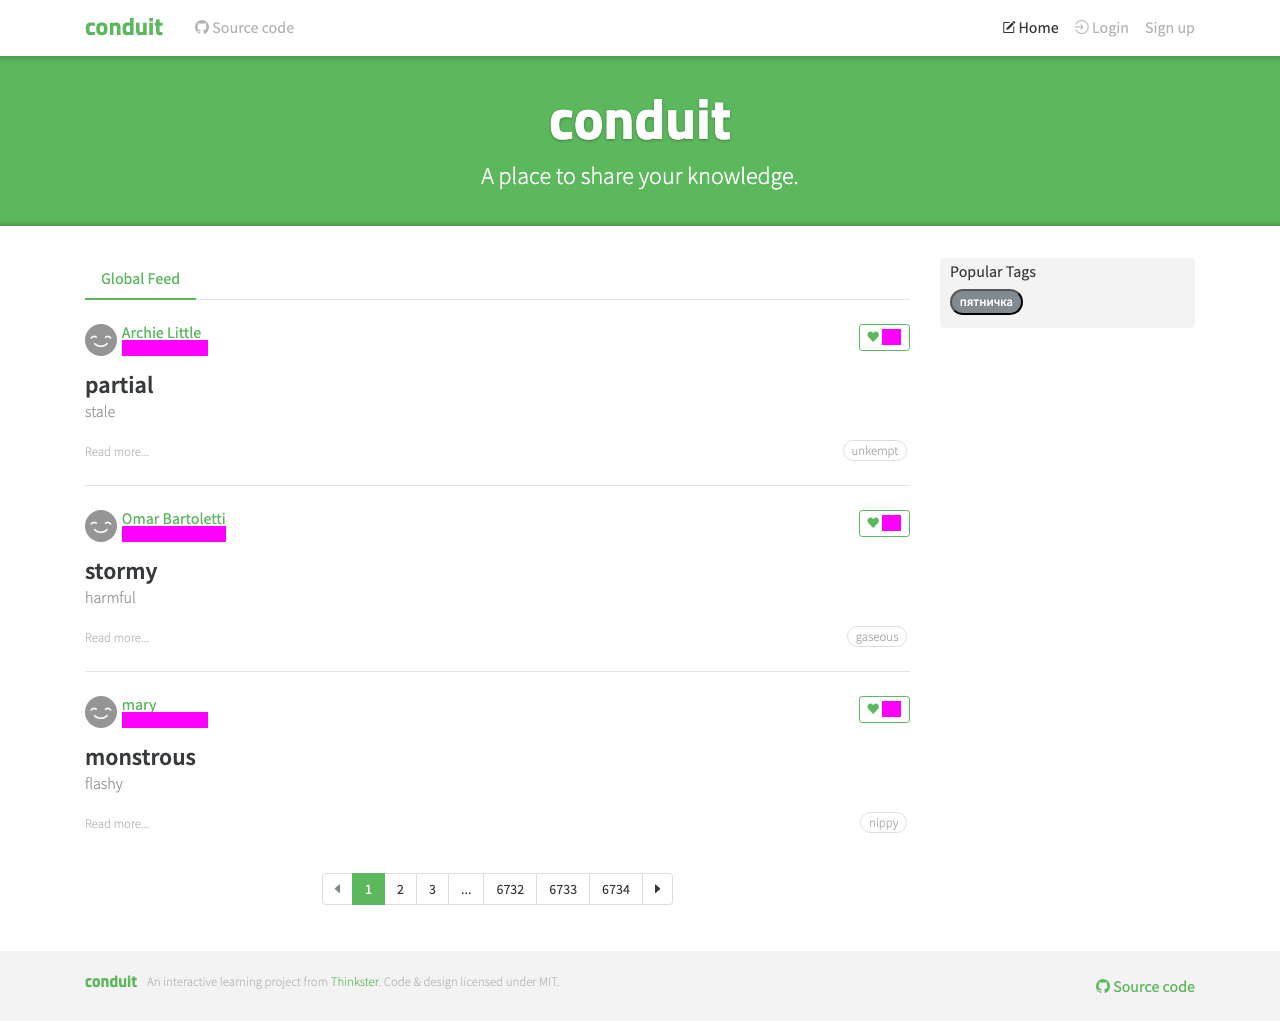 conduit
Source code
Home
Login
Sign up
conduit
A place to share your knowledge.
Global Feed
Popular Tags
пятничка
Archie Little
partial
stale
Read more...
unkempt
Omar Bartoletti
stormy
harmful
Read more...
gaseous
mary
monstrous
flashy
Read more...
nippy
1 2 3 ... 6732 6733 6734
conduit An interactive learning project from Thinkster. Code & design licensed under MIT.
Source code